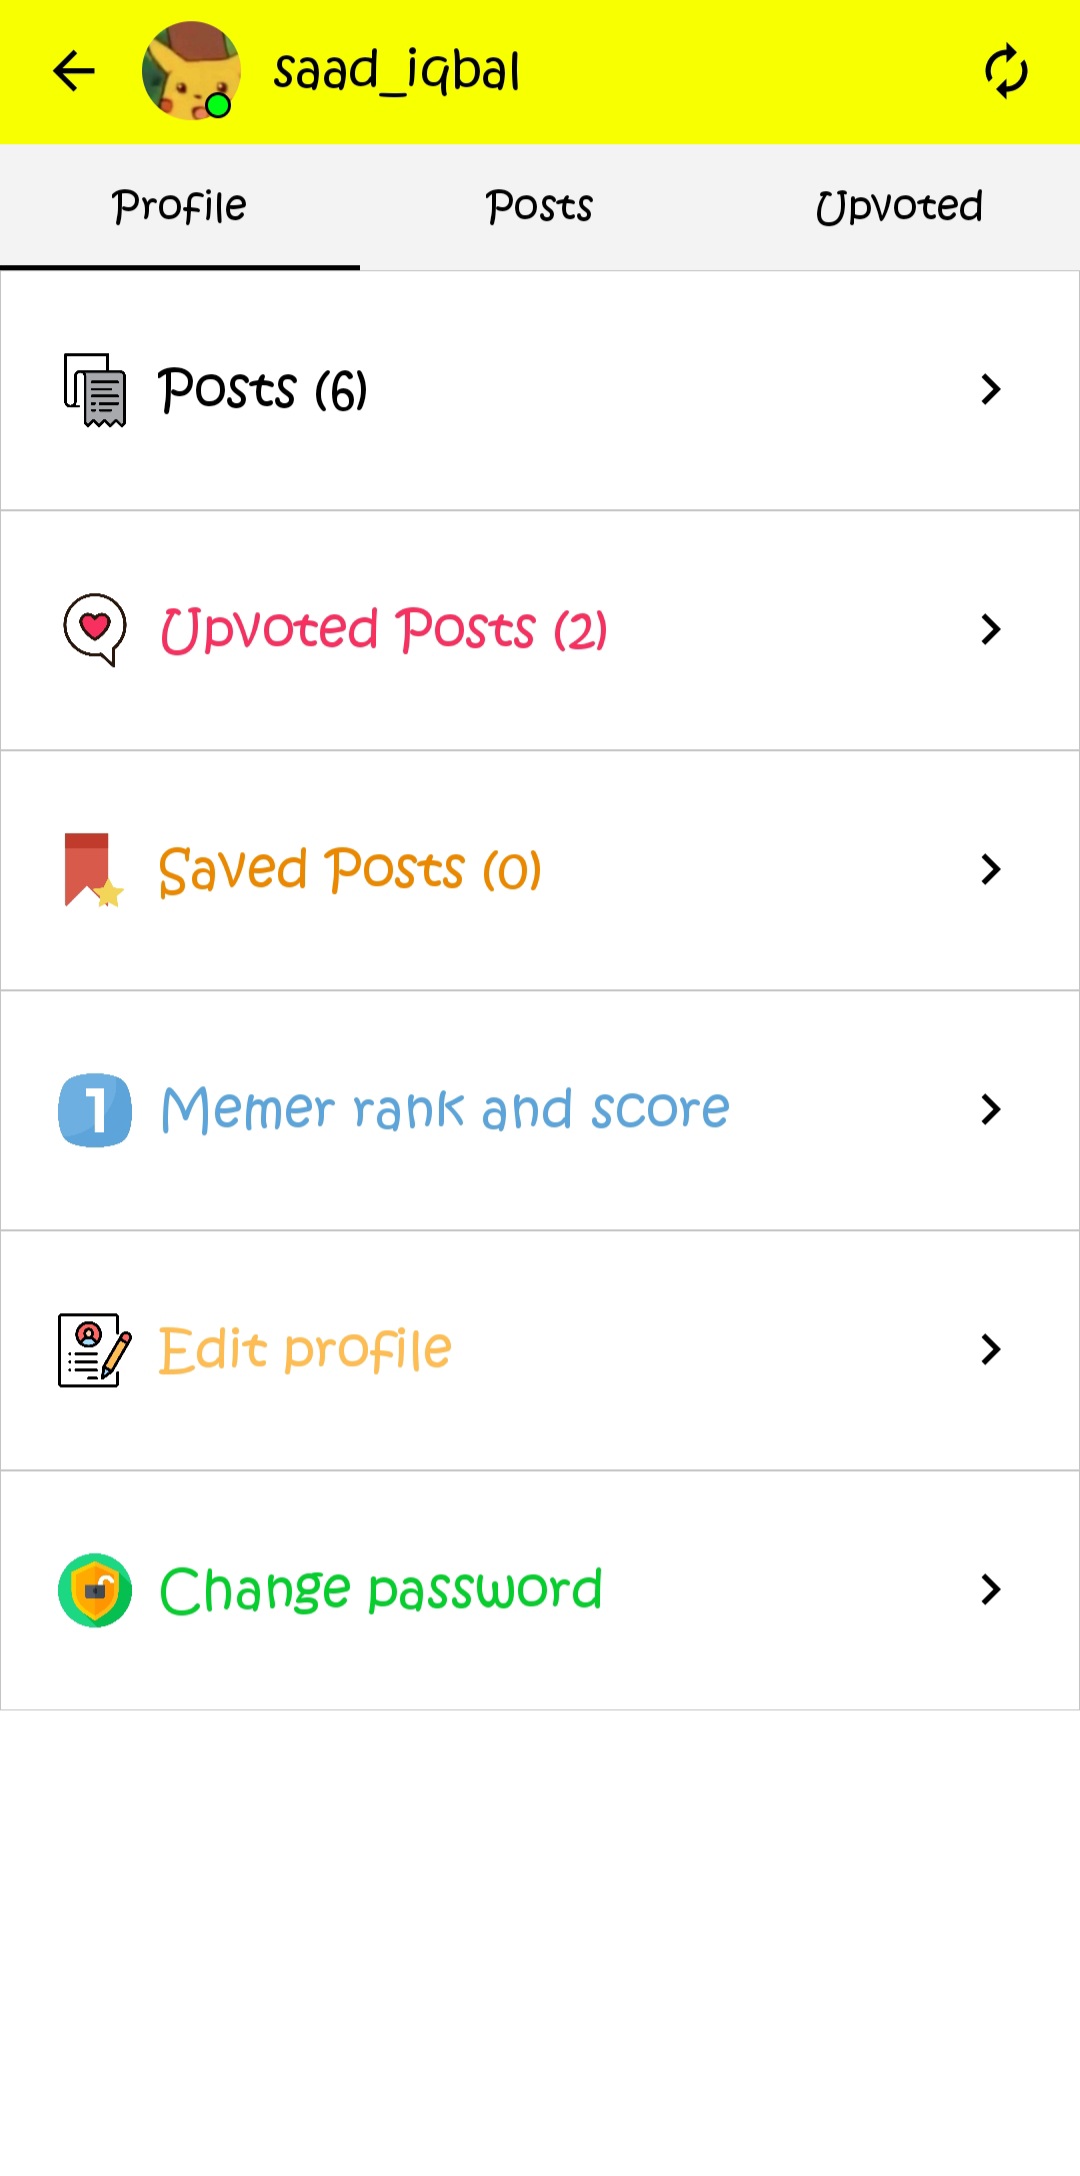 saad_iqbal
Profile Posts Upvoted
Posts (6)
Upvoted Posts (2)
Saved Posts (0)
1 Memer rank and score
Edit profile
Change password